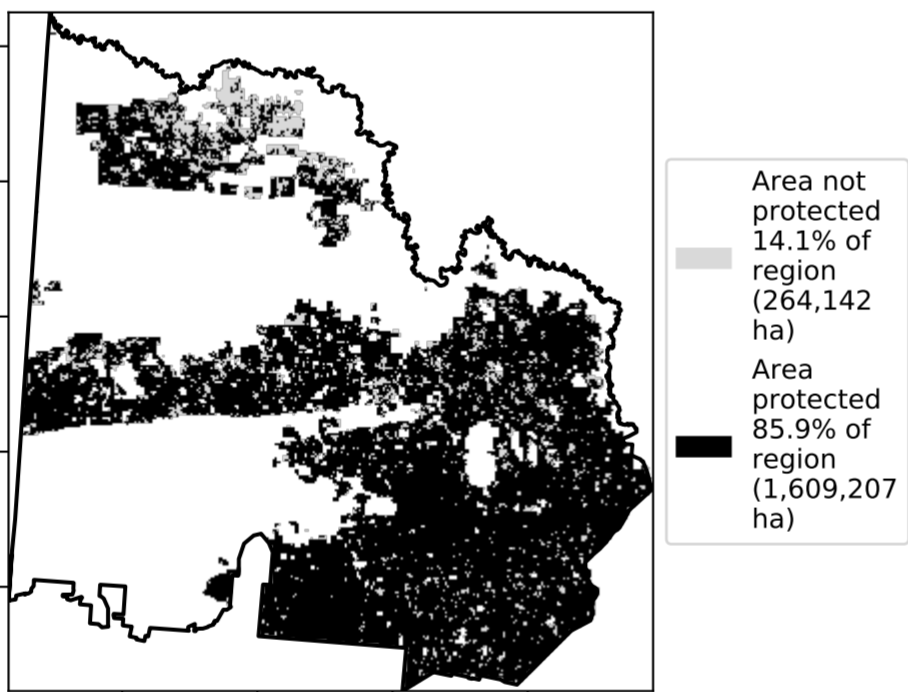 Area not
protected
14.1% of
region
(264,142
ha)
Area
protected
85.9% of
region
(1,609,207
ha)